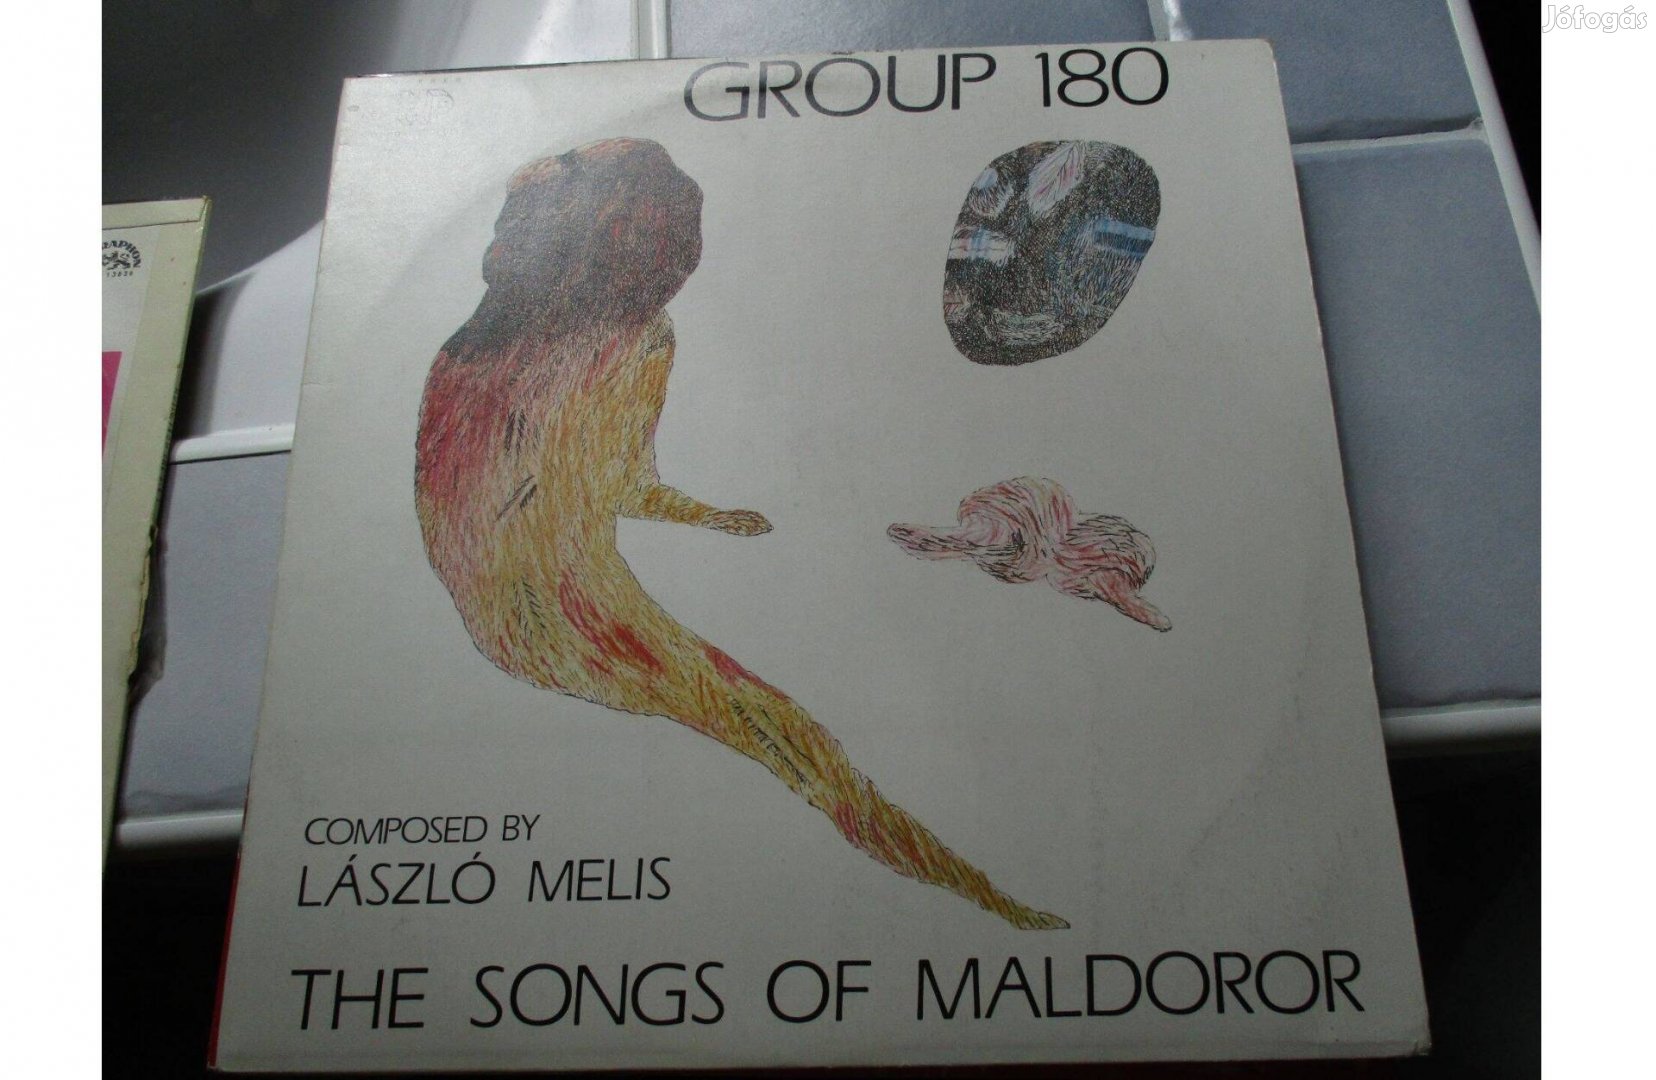 Jófogás
GROUP 180
COMPOSED BY
LÁSZLÓ MELIS
THE SONGS OF MALDOROR